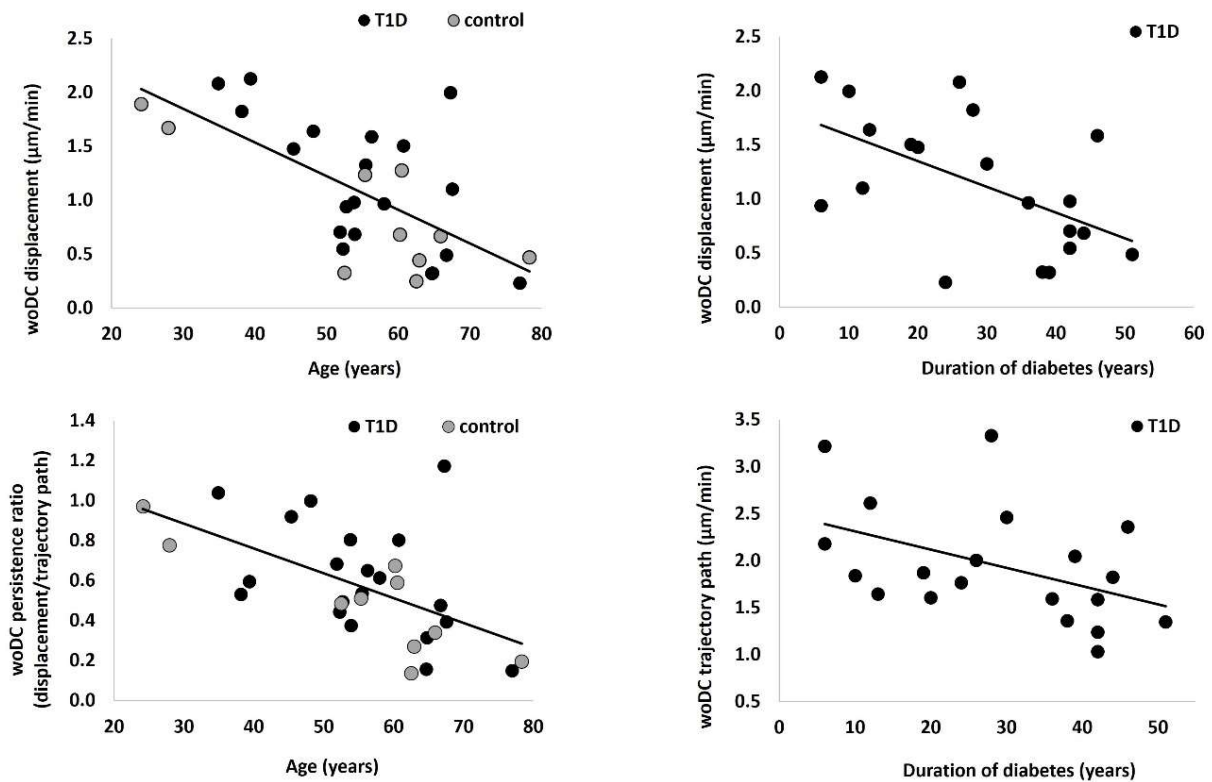 T1D control
2.5
2.0
1.5
1.0
0.5
0.0
20 30 40 50 60 70 80
woDC displacement (µm/min)
Age (years)
T1D
2.5
2.0
1.5
1.0
0.5
0.0
0 10 20 30 40 50 60
woDC displacement (µm/min)
Duration of diabetes (years)
T1D control
1.4
1.2
1.0
0.8
0.6
0.4
0.2
0.0
20 30 40 50 60 70 80
woDC persistence ratio
(displacement/trajectory path)
Age (years)
T1D
3.5
3.0
2.5
2.0
1.5
1.0
0.5
0 10 20 30 40 50
woDC trajectory path (µm/min)
Duration of diabetes (years)